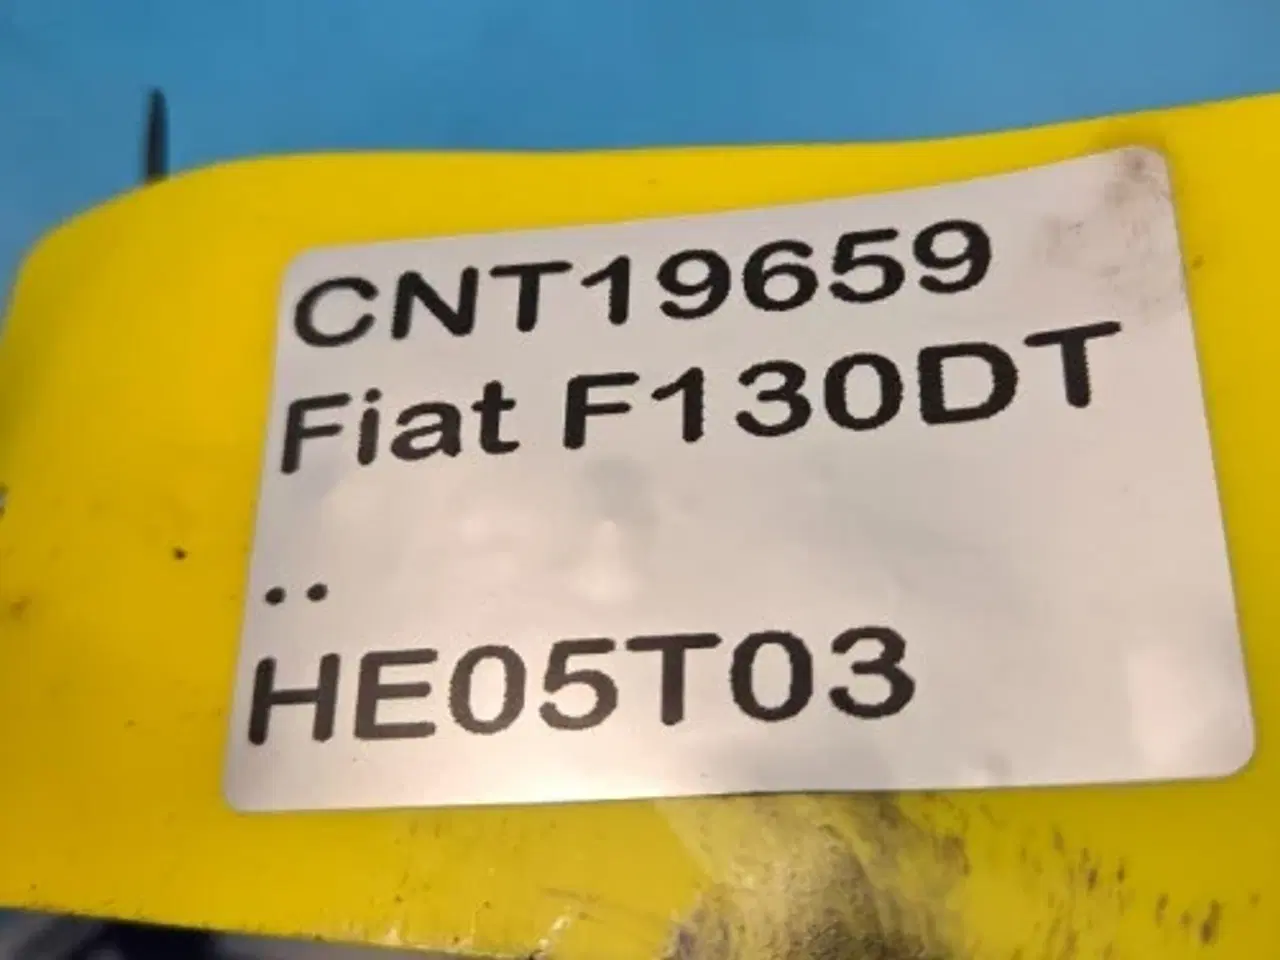 CNT19659
Fiat F130DT
..
HE05T03